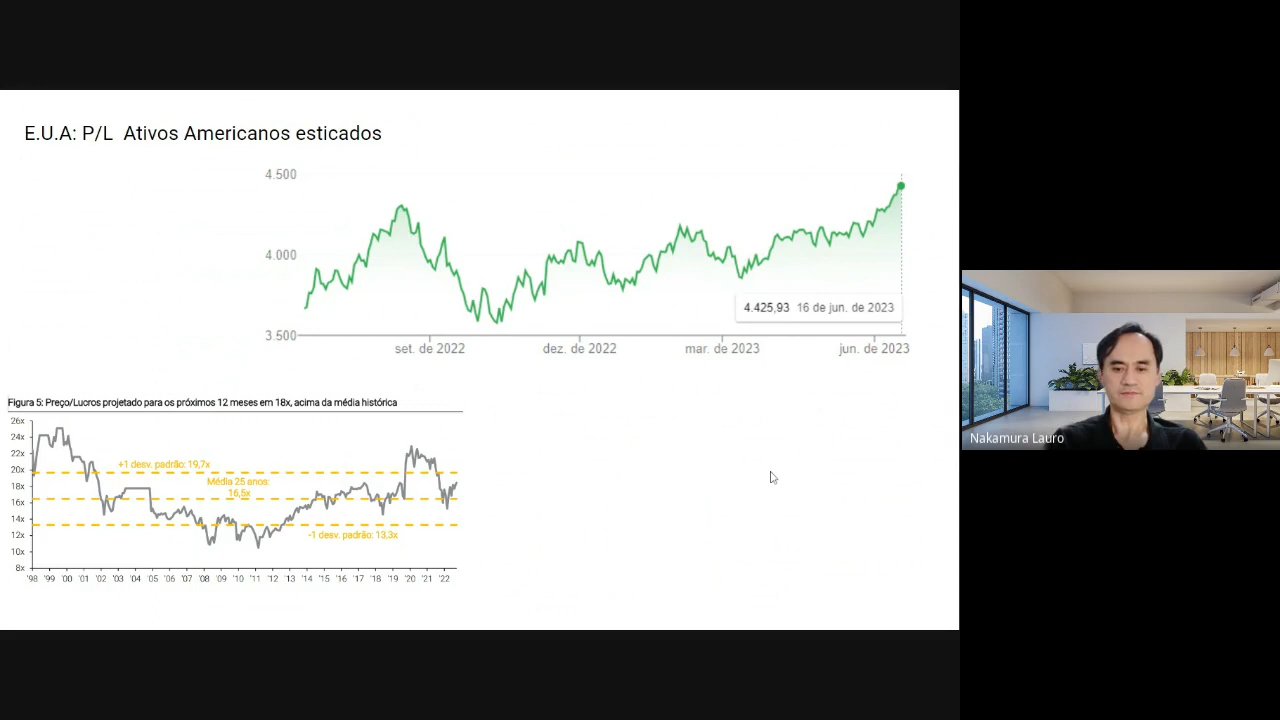 E.U.A: P/L Ativos Americanos esticados
4.500
4.000
3.500
4.425,93 16 de jun. de 2023
set. de 2022 dez. de 2022 mar. de 2023 jun. de 2023
Figura 5: Preço/Lucros projetado para os próximos 12 meses em 18x, acima da média histórica
26x
24x
22x
20x
18x
16x
14x
12x
10x
8x
+1 desv. padrão: 19,7x
Média 25 anos:
16,5x
-1 desv. padrão: 13,3x
'98 '99 '00 '01 '02 '03 '04 '05 '06 '07 '08 '09 '10 '11 '12 '13 '14 '15 '16 '17 '18 '19 '20 '21 '22
Nakamura Lauro